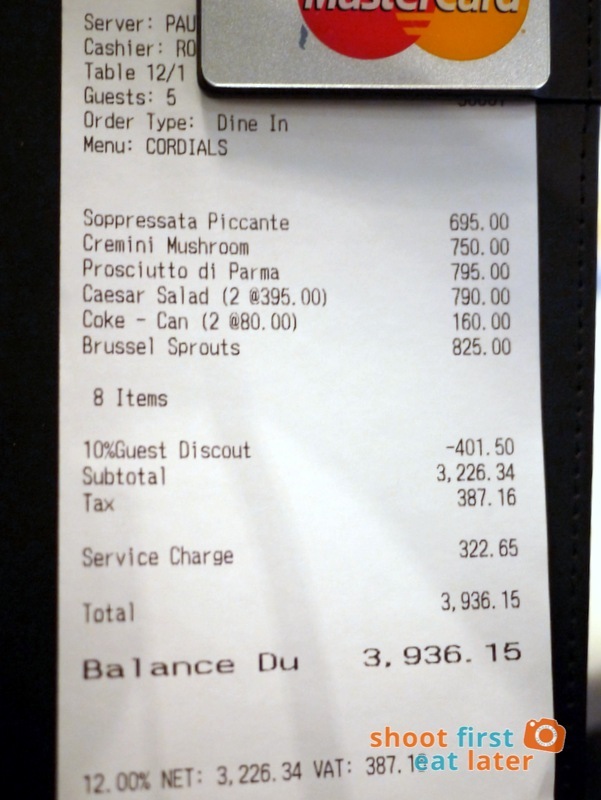 MasterCard
Server: PAU
Cashier: RO
Table 12/1
Guests: 5
Order Type: Dine In
Menu: CORDIALS
Soppressata Piccante 695.00
Cremini Mushroom 750.00
Prosciutto di Parma 795.00
Caesar Salad (2 @395.00) 790.00
Coke - Can (2 @80.00) 160.00
Brussel Sprouts 825.00
8 Items
10%Guest Discout -401.50
Subtotal 3,226.34
Tax 387.16
Service Charge 322.65
Total 3,936.15
Balance Du 3,936.15
12.00% NET: 3,226.34 VAT: 387.16
shoot first
eat later